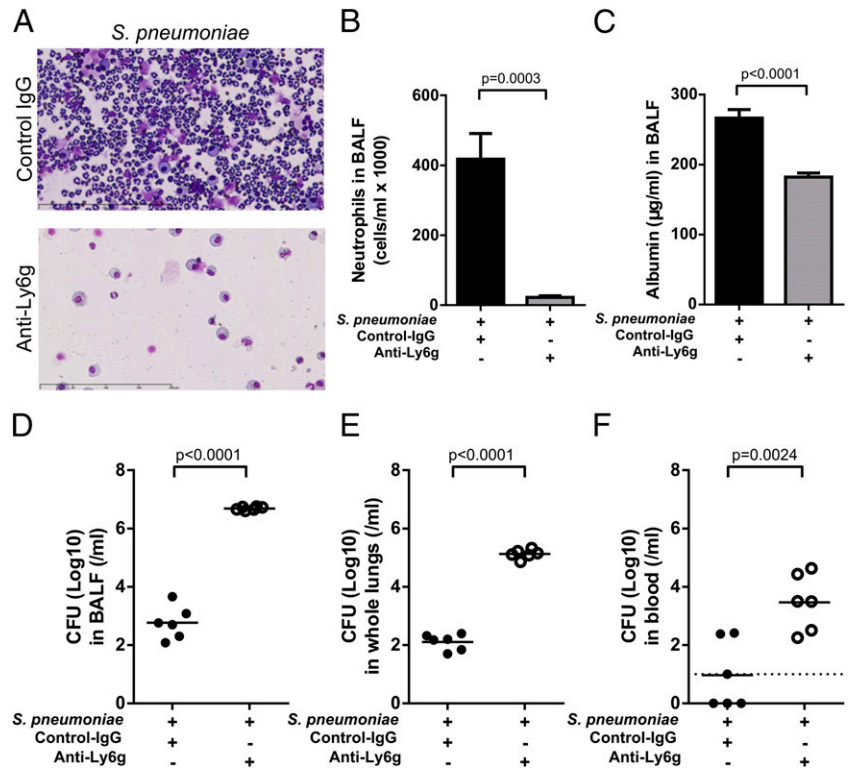 A
S. pneumoniae
Control IgG
Anti-Ly6g
B
p=0.0003
Neutrophils in BALF
(cells/ml x 1000)
600
400
200
0
S. pneumoniae + +
Control-IgG + -
Anti-Ly6g - +
C
p<0.0001
Albumin (µg/ml) in BALF
300
200
100
0
S. pneumoniae + +
Control-IgG + -
Anti-Ly6g - +
D
p<0.0001
CFU (Log10)
in BALF (/ml)
8
6
4
2
0
S. pneumoniae + +
Control-IgG + -
Anti-Ly6g - +
E
p<0.0001
CFU (Log10)
in whole lungs (/ml)
8
6
4
2
0
S. pneumoniae + +
Control-IgG + -
Anti-Ly6g - +
F
p=0.0024
CFU (Log10)
in blood (/ml)
8
6
4
2
0
S. pneumoniae + +
Control-IgG + -
Anti-Ly6g - +